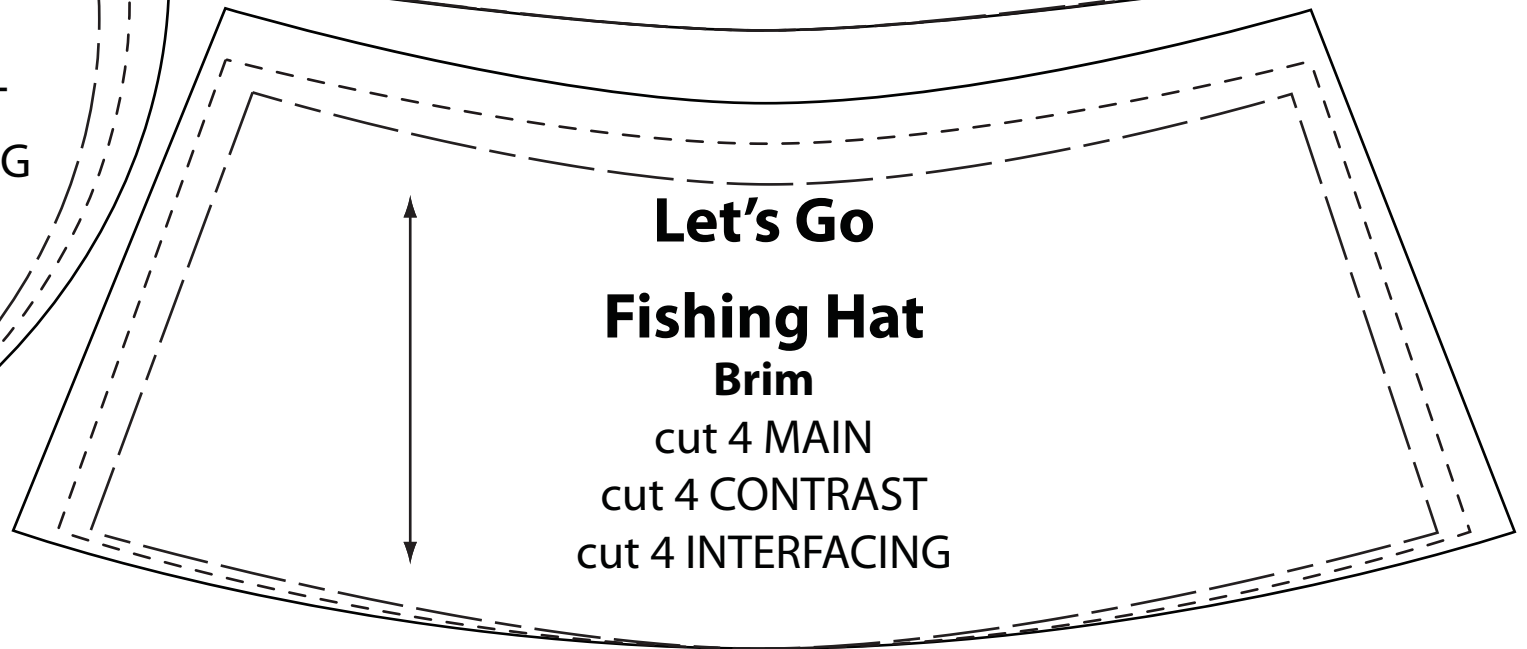 G
Let's Go
Fishing Hat
Brim
cut 4 MAIN
cut 4 CONTRAST
cut 4 INTERFACING